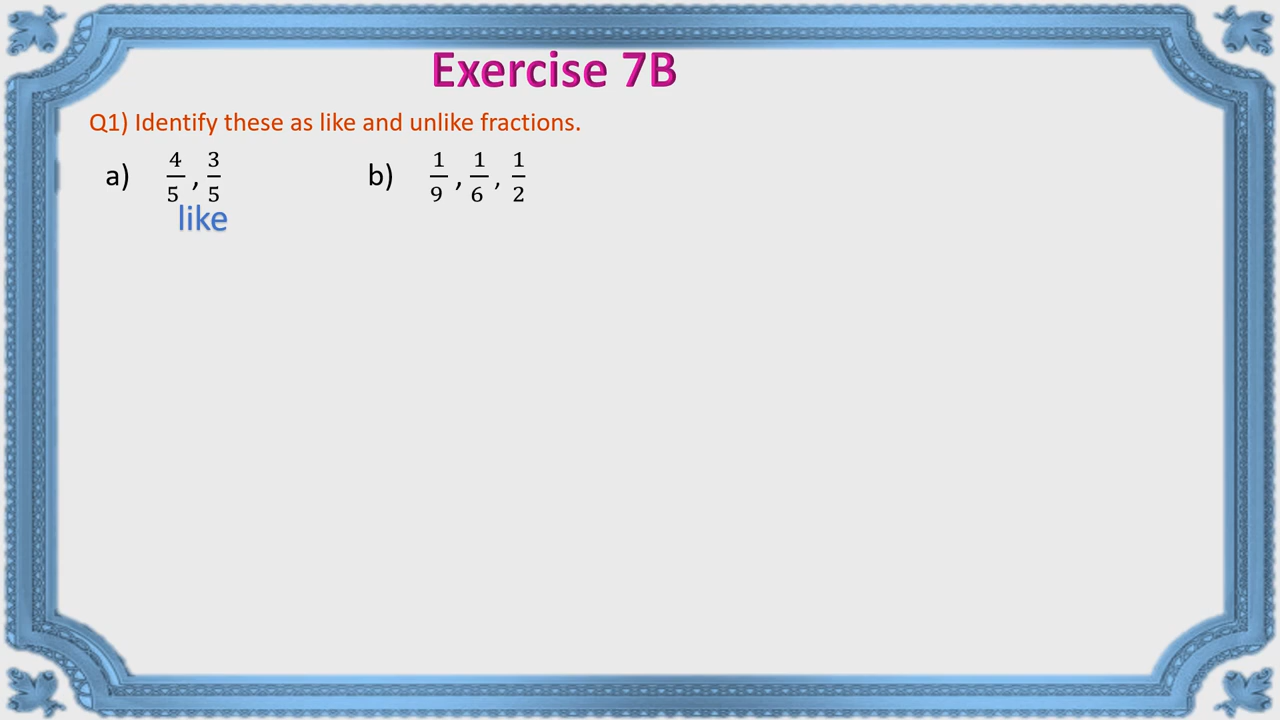 Exercise 7B
Q1) Identify these as like and unlike fractions.
a) 4/5 , 3/5 b) 1/9 , 1/6 , 1/2
like